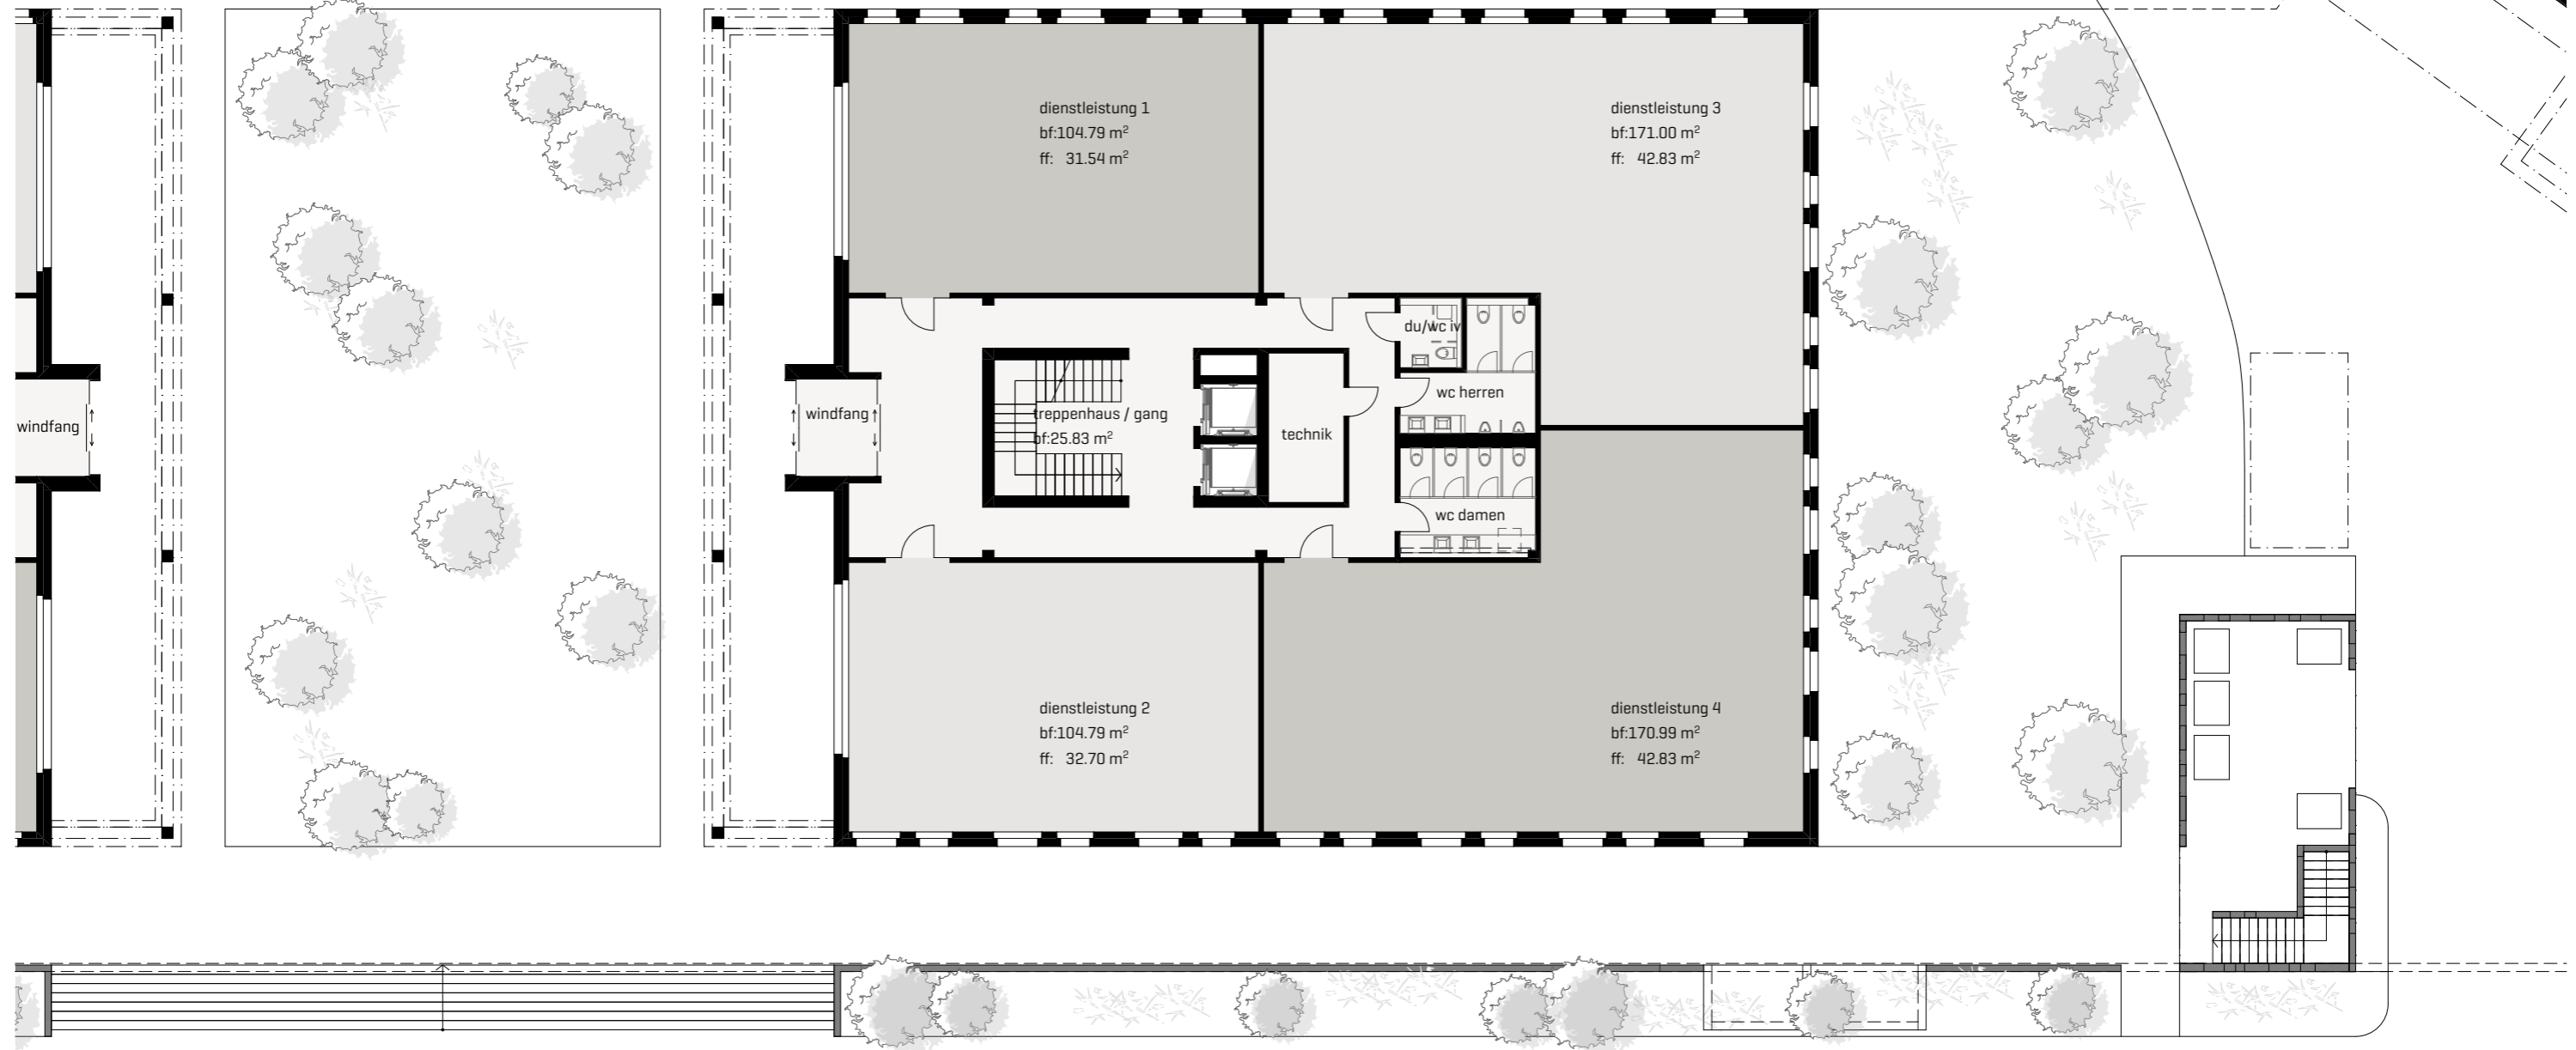 dienstleistung 1
bf:104.79 m²
ff: 31.54 m²
dienstleistung 3
bf:171.00 m²
ff: 42.83 m²
du/wc iv
wc herren
windfang
windfang
treppenhaus / gang
bf:25.83 m²
technik
wc damen
dienstleistung 2
bf:104.79 m²
ff: 32.70 m²
dienstleistung 4
bf:170.99 m²
ff: 42.83 m²